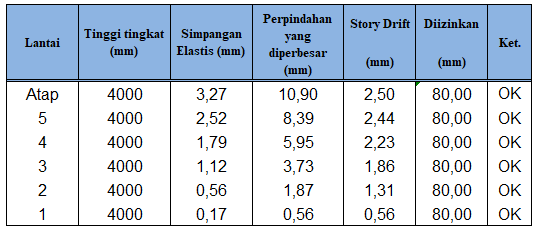 Lantai Tinggi tingkat (mm) Simpangan Elastis (mm) Perpindahan yang diperbesar (mm) Story Drift (mm) Diizinkan (mm) Ket.
Atap 4000 3,27 10,90 2,50 80,00 OK
5 4000 2,52 8,39 2,44 80,00 OK
4 4000 1,79 5,95 2,23 80,00 OK
3 4000 1,12 3,73 1,86 80,00 OK
2 4000 0,56 1,87 1,31 80,00 OK
1 4000 0,17 0,56 0,56 80,00 OK